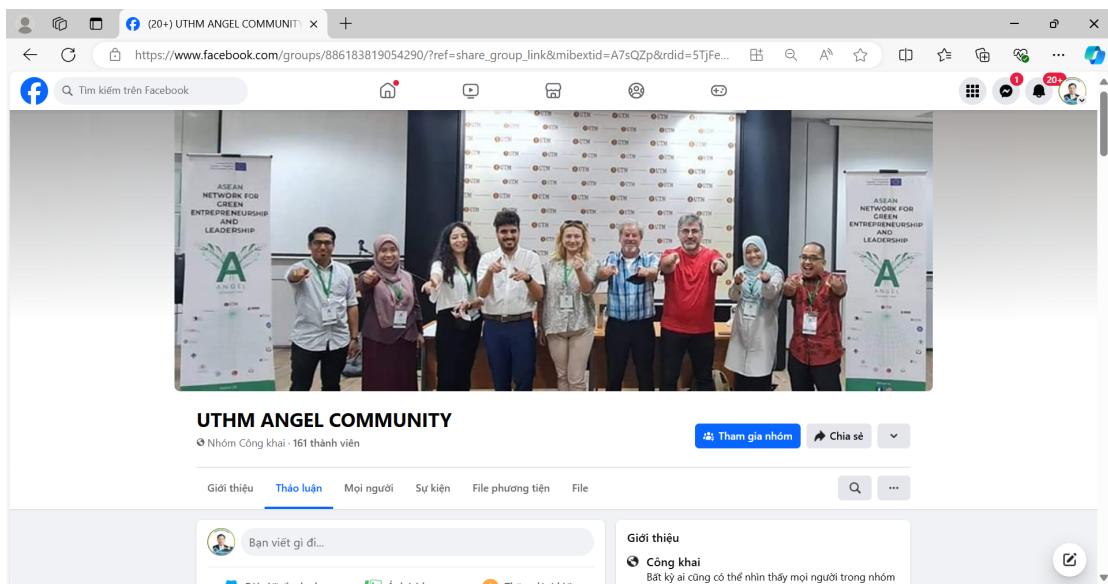 (20+) UTHM ANGEL COMMUNITY
https://www.facebook.com/groups/886183819054290/?ref=share_group_link&mibextid=A7sQZp&rdid=5TjFe...
Tìm kiếm trên Facebook
1
20+
ASEAN
NETWORK FOR
GREEN
ENTREPRENEURSHIP
AND
LEADERSHIP
A
ANGEL
UTM
ASEAN
NETWORK FOR
GREEN
ENTREPRENEURSHIP
AND
LEADERSHIP
A
ANGEL
UTHM ANGEL COMMUNITY
Nhóm Công khai · 161 thành viên
Tham gia nhóm
Chia sẻ
Giới thiệu Thảo luận Mọi người Sự kiện File phương tiện File
Bạn viết gì đi...
Giới thiệu
Công khai
Bất kỳ ai cũng có thể nhìn thấy mọi người trong nhóm